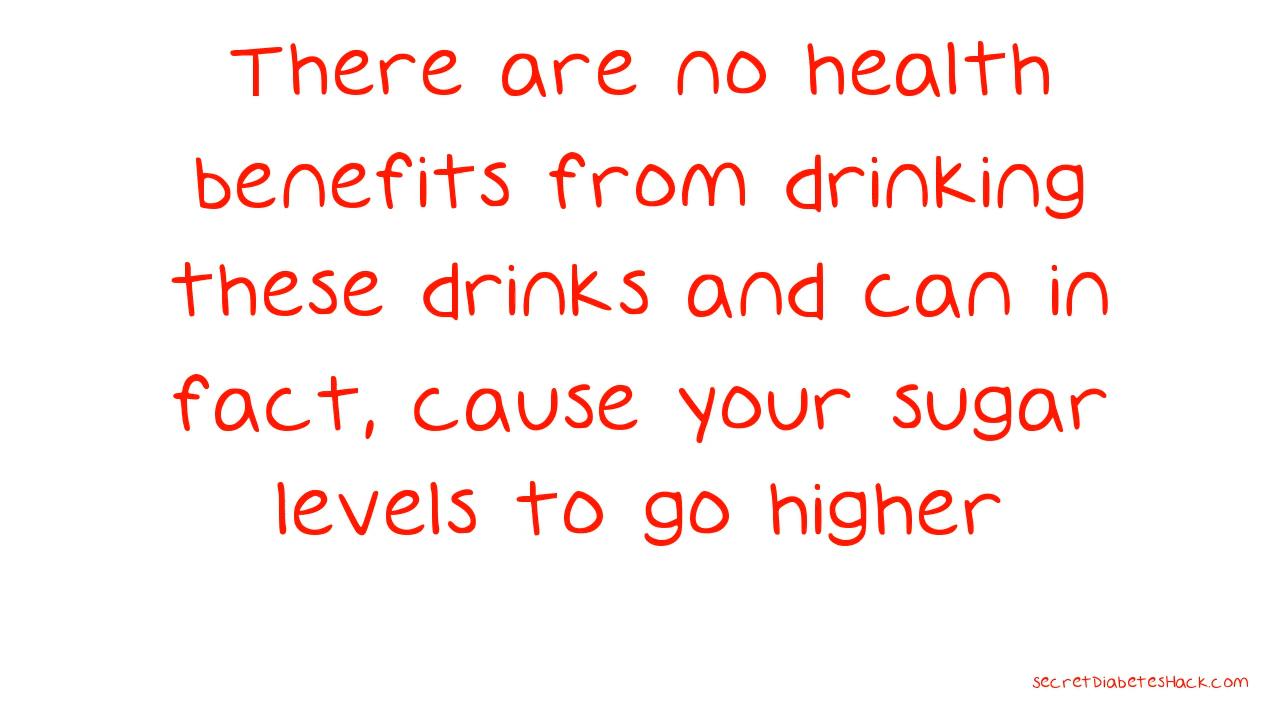 There are no health
benefits from drinking
these drinks and can in
fact, cause your sugar
levels to go higher
secretDiabetesHack.com